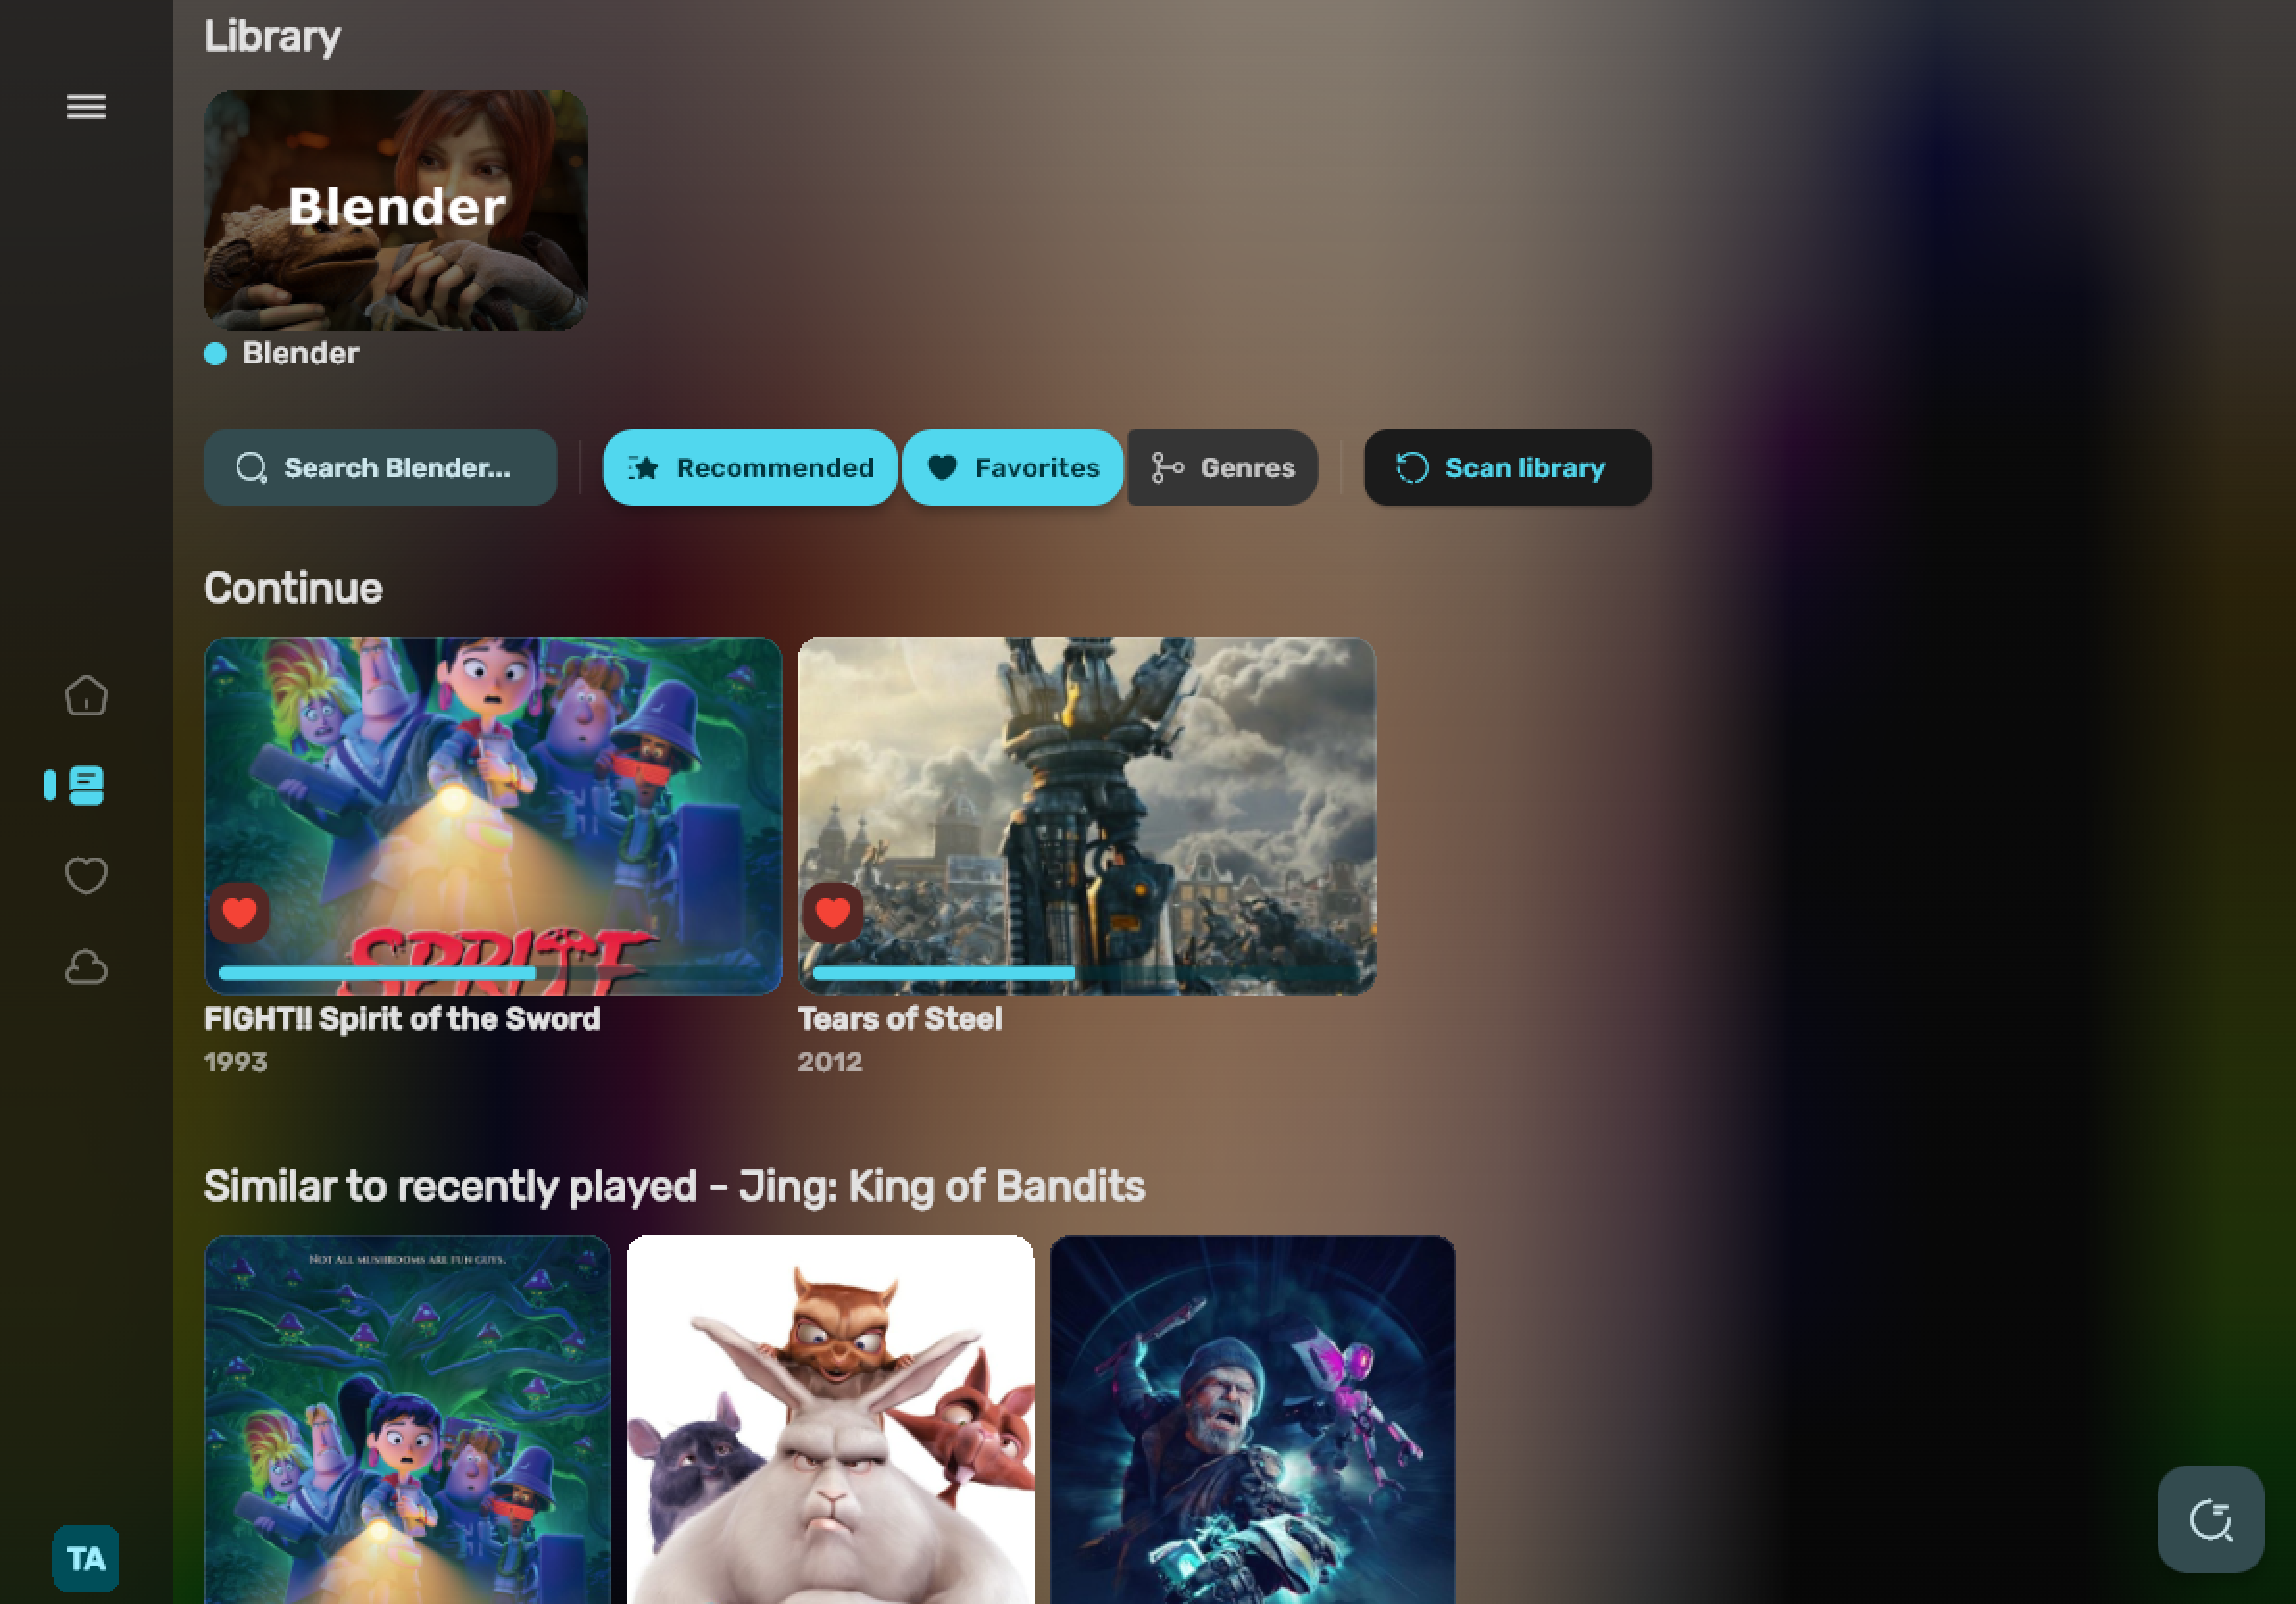 Library
Blender
Blender
Search Blender...
Recommended
Favorites
Genres
Scan library
Continue
SPRITE
FIGHT!! Spirit of the Sword
1993
Tears of Steel
2012
Similar to recently played - Jing: King of Bandits
NOT ALL MUSHROOMS ARE FUN GUYS.
TA